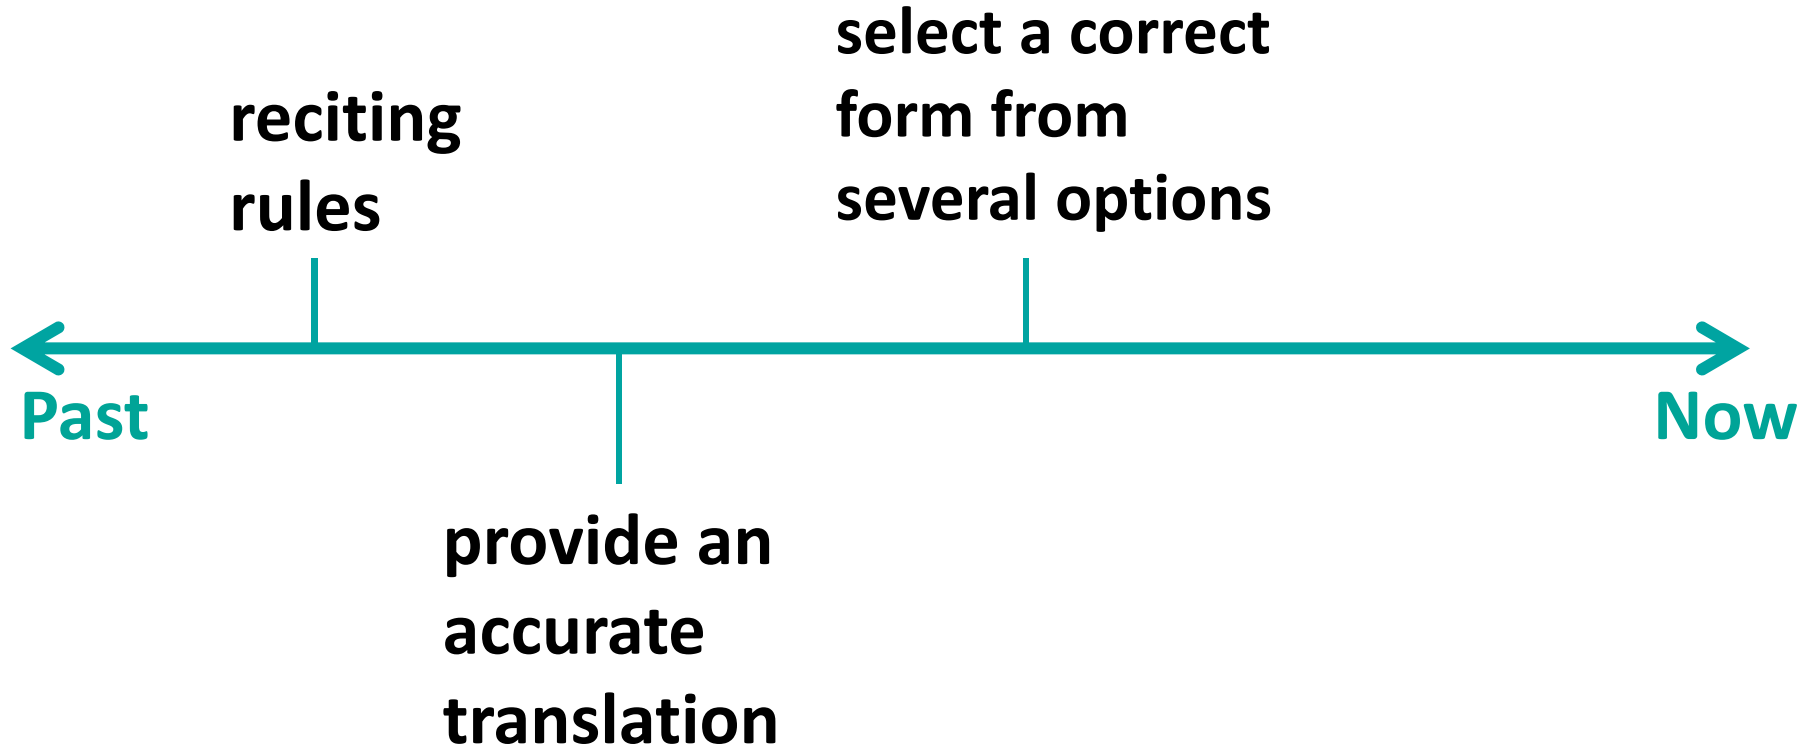 reciting
rules
select a correct
form from
several options
Past
Now
provide an
accurate
translation